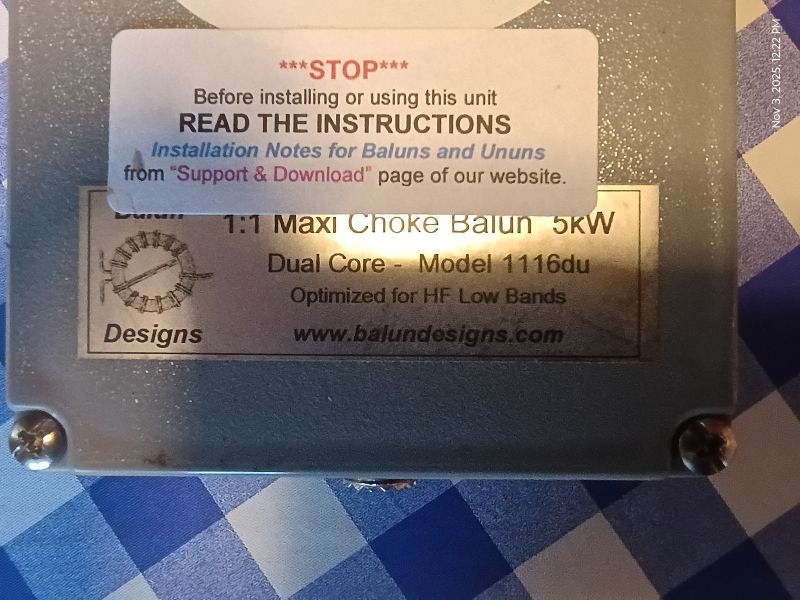 ***STOP***
Before installing or using this unit
READ THE INSTRUCTIONS
Installation Notes for Baluns and Ununs
from "Support & Download" page of our website.
Balun
1:1 Maxi Choke Balun 5kW
Dual Core - Model 1116du
Optimized for HF Low Bands
Designs
www.balundesigns.com
Nov 3, 2025, 12:22 PM